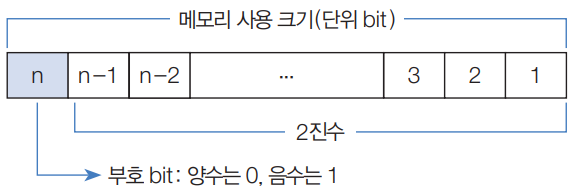 메모리 사용 크기(단위 bit)
n n-1 n-2 ... 3 2 1
2진수
부호 bit: 양수는 0, 음수는 1